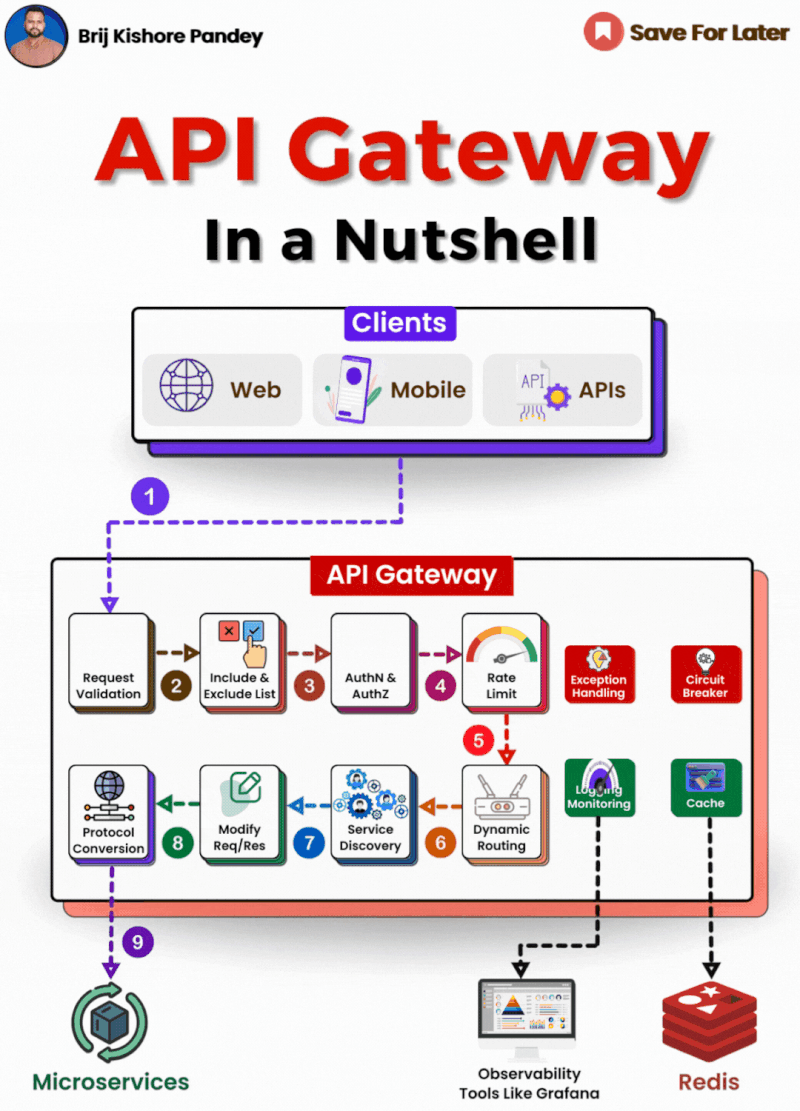 Brij Kishore Pandey
Save For Later
API Gateway
In a Nutshell
Clients
Web
Mobile
API
APIs
1
API Gateway
Request
Validation
2
Include &
Exclude List
3
AuthN &
AuthZ
4
Rate
Limit
Exception
Handling
Circuit
Breaker
5
Protocol
Conversion
8
Modify
Req/Res
7
Service
Discovery
6
Dynamic
Routing
Logging
Monitoring
Cache
9
Microservices
Observability
Tools Like Grafana
Redis